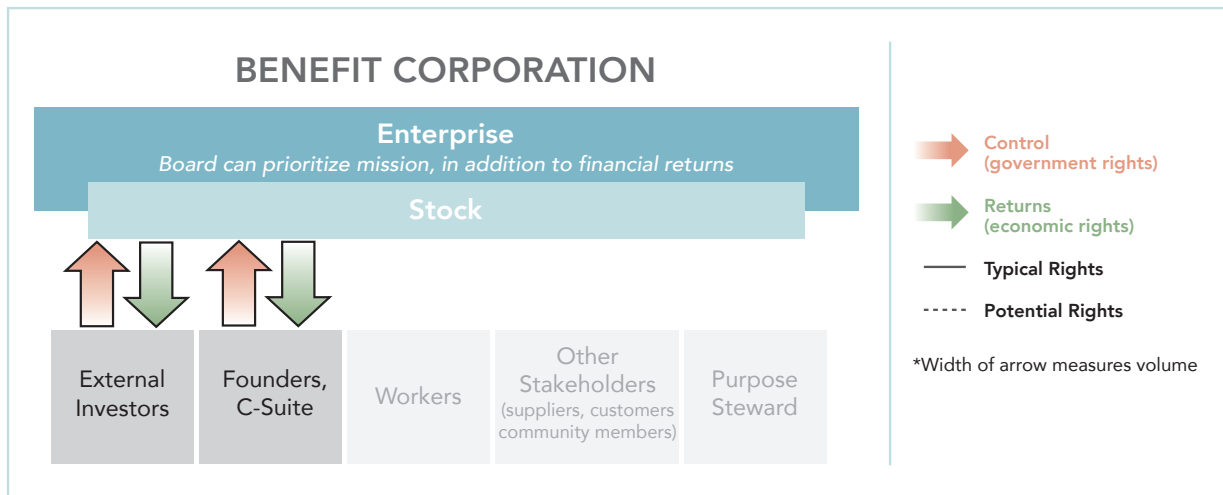 BENEFIT CORPORATION
Enterprise
Board can prioritize mission, in addition to financial returns
Stock
External
Investors
Founders,
C-Suite
Workers
Other
Stakeholders
(suppliers, customers
community members)
Purpose
Steward
Control
(government rights)
Returns
(economic rights)
Typical Rights
Potential Rights
*Width of arrow measures volume